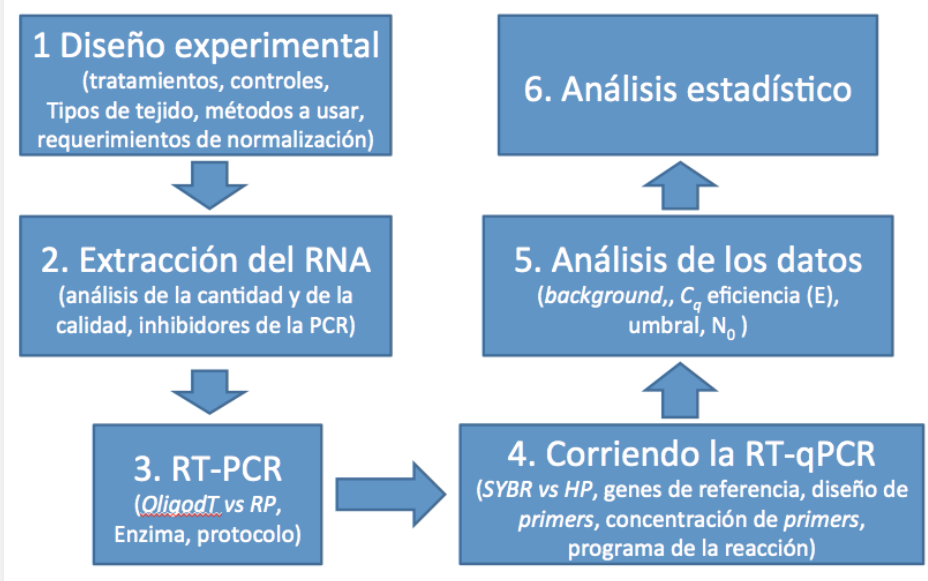 1 Diseño experimental
(tratamientos, controles,
Tipos de tejido, métodos a usar,
requerimientos de normalización)
2. Extracción del RNA
(análisis de la cantidad y de la
calidad, inhibidores de la PCR)
3. RT-PCR
(OligodT vs RP,
Enzima, protocolo)
4. Corriendo la RT-qPCR
(SYBR vs HP, genes de referencia, diseño de
primers, concentración de primers,
programa de la reacción)
5. Análisis de los datos
(background,, Cq eficiencia (E),
umbral, N0 )
6. Análisis estadístico